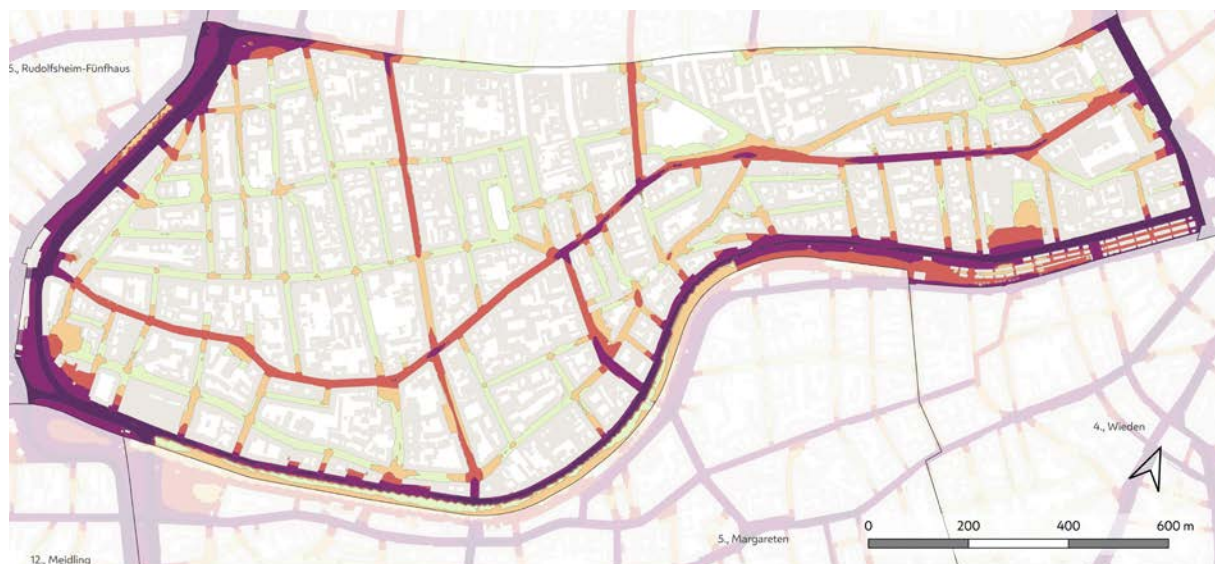 5., Rudolfsheim-Fünfhaus
4., Wieden
0 200 400 600 m
5., Margareten
12., Meidling